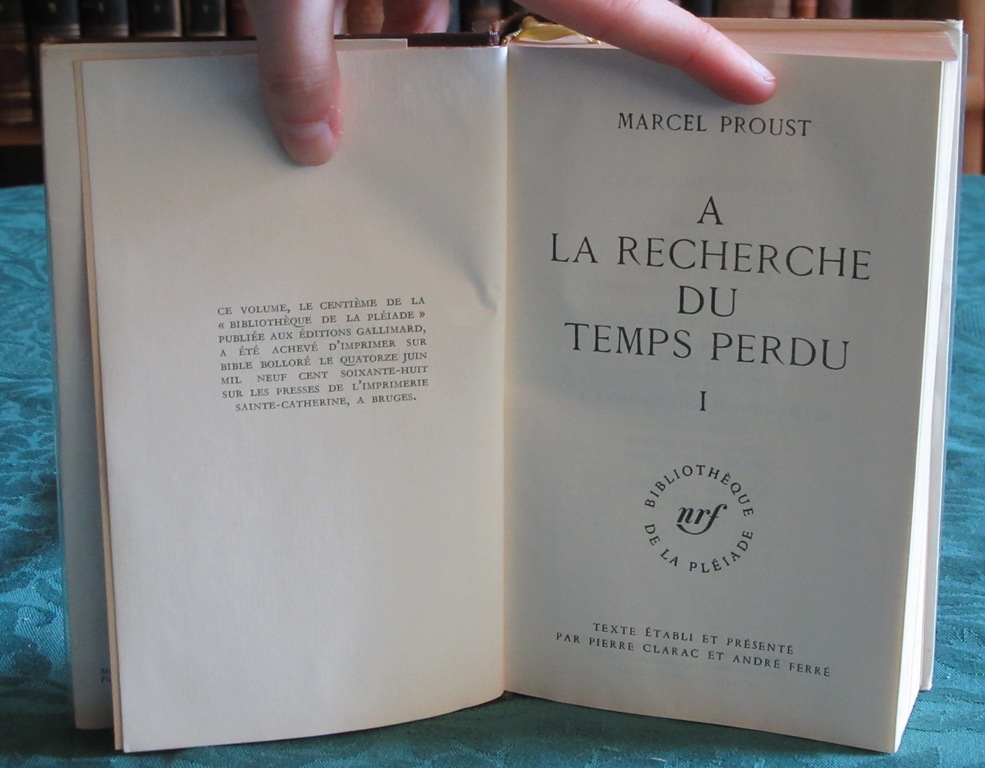 CE VOLUME, LE CENTIÈME DE LA
« BIBLIOTHÈQUE DE LA PLÉIADE »
PUBLIÉE AUX ÉDITIONS GALLIMARD,
A ÉTÉ ACHEVÉ D'IMPRIMER SUR
BIBLE BOLLORÉ LE QUATORZE JUIN
MIL NEUF CENT SOIXANTE-HUIT
SUR LES PRESSES DE L'IMPRIMERIE
SAINTE-CATHERINE, A BRUGES.
MARCEL PROUST
A
LA RECHERCHE
DU
TEMPS PERDU
I
BIBLIOTHÈQUE
nrf
DE LA PLÉIADE
TEXTE ÉTABLI ET PRÉSENTÉ
PAR PIERRE CLARAC ET ANDRÉ FERRÉ